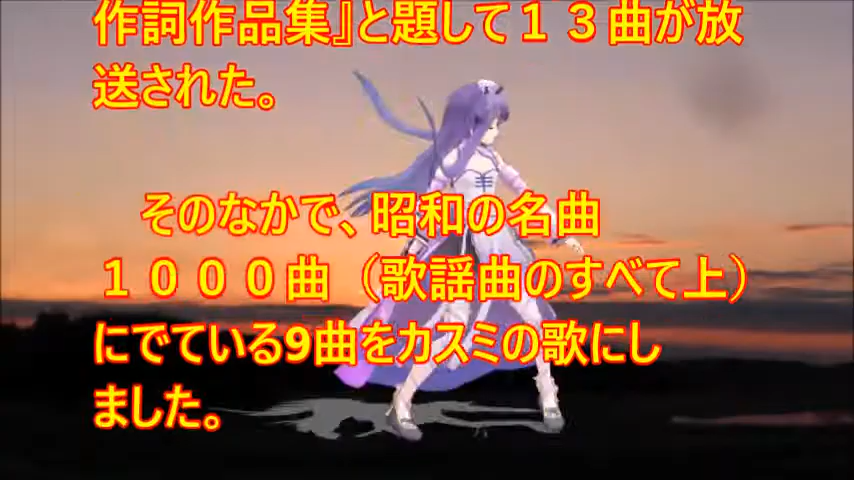 作詞作品集』と題して１３曲が放
送された。
そのなかで、昭和の名曲
１０００曲（歌謡曲のすべて上）
にでている9曲をカスミの歌にし
ました。